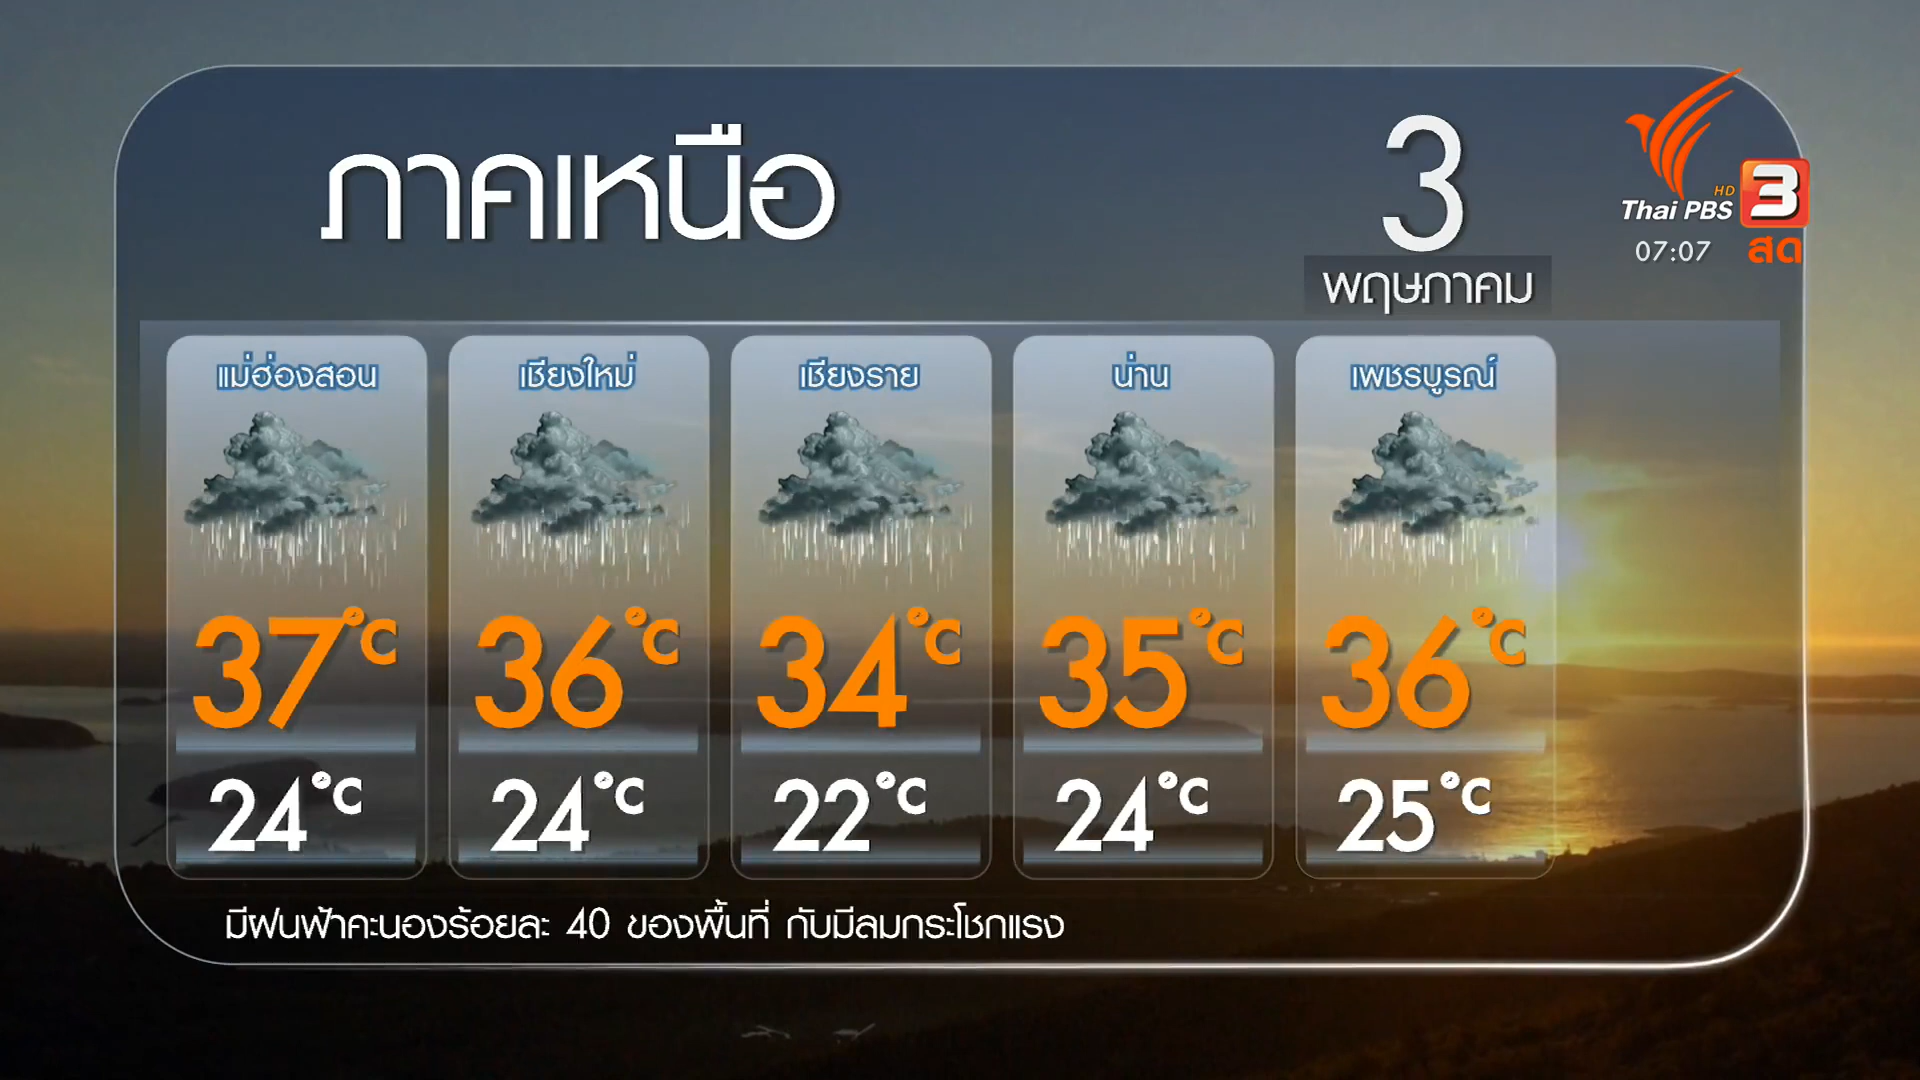 ภาคเหนือ
3
พฤษภาคม
HD
Thai PBS
3
07:07
สด
แม่ฮ่องสอน
เชียงใหม่
เชียงราย
น่าน
เพชรบูรณ์
37°C
36°C
34°C
35°C
36°C
24°C
24°C
22°C
24°C
25°C
มีฝนฟ้าคะนองร้อยละ 40 ของพื้นที่ กับมีลมกระโชกแรง